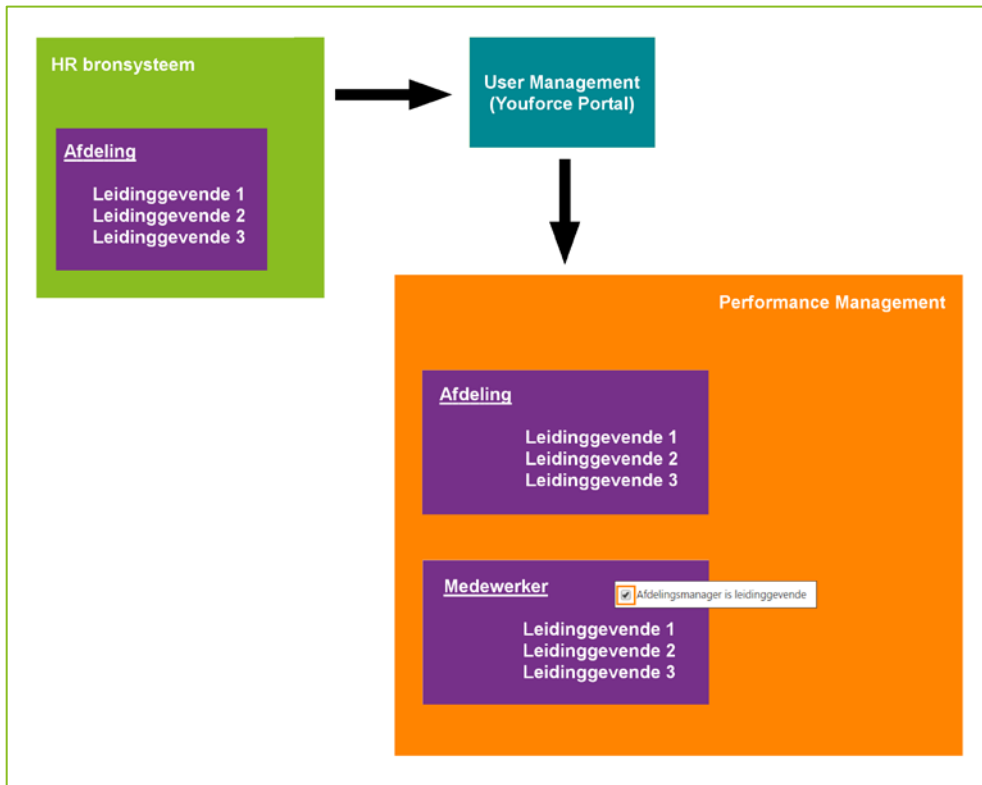 HR bronsysteem
Afdeling
Leidinggevende 1
Leidinggevende 2
Leidinggevende 3
User Management
(Youforce Portal)
Performance Management
Afdeling
Leidinggevende 1
Leidinggevende 2
Leidinggevende 3
Medewerker
Afdelingsmanager is leidinggevende
Leidinggevende 1
Leidinggevende 2
Leidinggevende 3